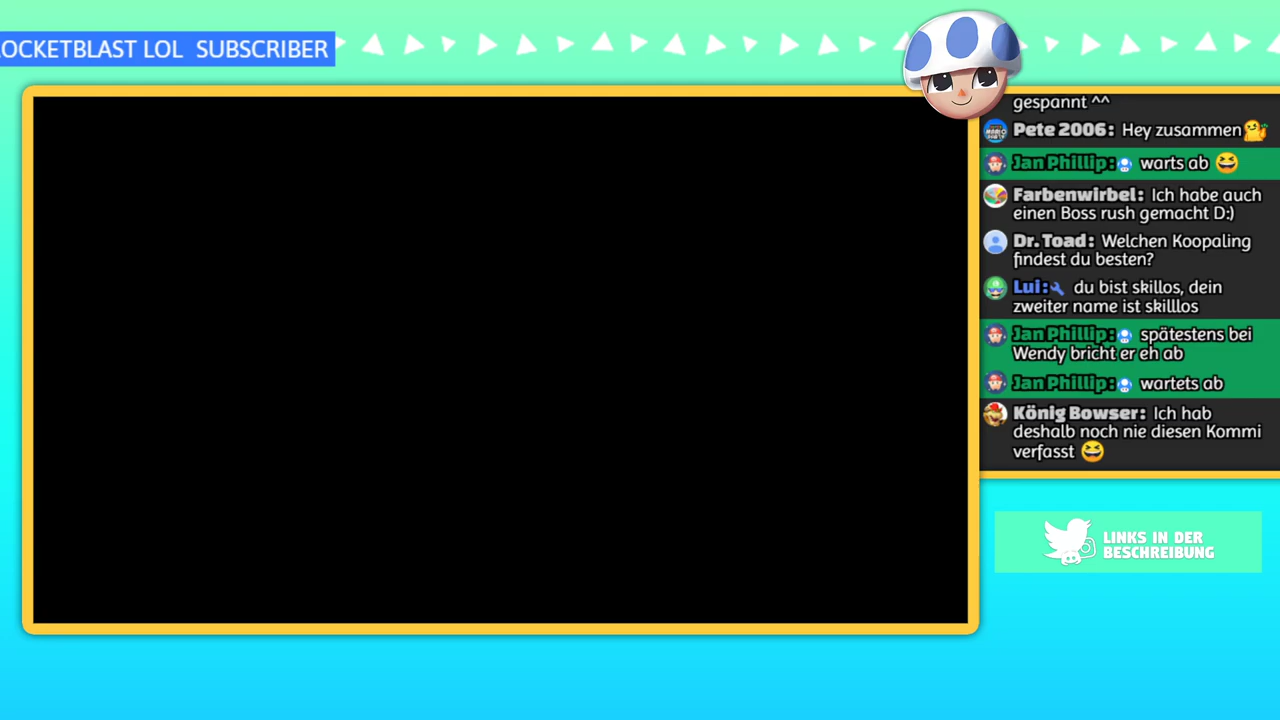 OCKETBLAST LOL SUBSCRIBER
gespannt ^^
Pete 2006: Hey zusammen
Jan Phillip: warts ab
Farbenwirbel: Ich habe auch
einen Boss rush gemacht D:)
Dr. Toad: Welchen Koopaling
findest du besten?
Lui: du bist skillos, dein
zweiter name ist skilllos
Jan Phillip: spätestens bei
Wendy bricht er eh ab
Jan Phillip: wartets ab
König Bowser: Ich hab
deshalb noch nie diesen Kommi
verfasst
LINKS IN DER
BESCHREIBUNG